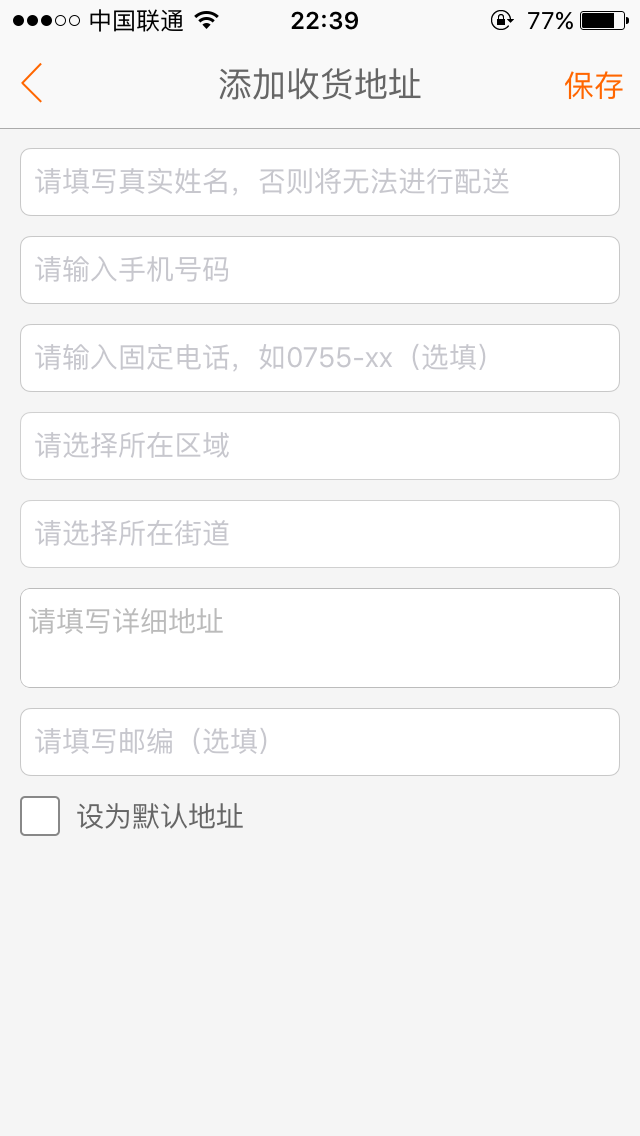 中国联通 22:39 77%
添加收货地址 保存
请填写真实姓名，否则将无法进行配送
请输入手机号码
请输入固定电话，如0755-xx（选填）
请选择所在区域
请选择所在街道
请填写详细地址
请填写邮编（选填）
设为默认地址